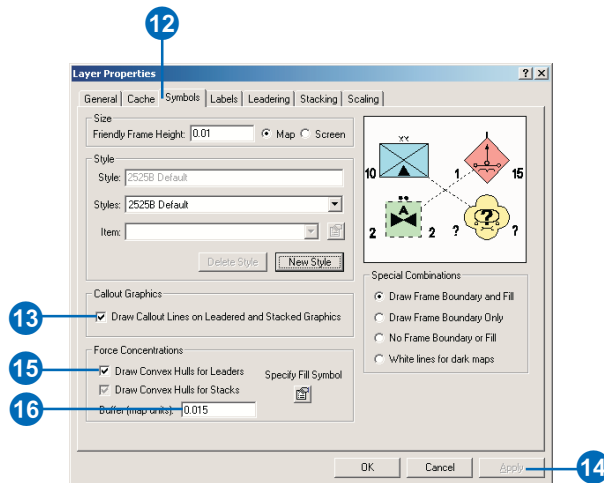 12
Layer Properties
? ×
General Cache Symbols Labels Leadering Stacking Scaling
Size
Friendly Frame Height: 0.01 Map Screen
Style
Style: 2525B Default
Styles: 2525B Default
Item:
Delete Style New Style
Callout Graphics
13
Draw Callout Lines on Leadered and Stacked Graphics
Force Concentrations
15
Draw Convex Hulls for Leaders
Specify Fill Symbol
Draw Convex Hulls for Stacks
16
Buffer (map units): 0.015
XX
I
10 1 15
A
2 2 ? ? ?
Special Combinations
Draw Frame Boundary and Fill
Draw Frame Boundary Only
No Frame Boundary or Fill
White lines for dark maps
OK Cancel Apply
14